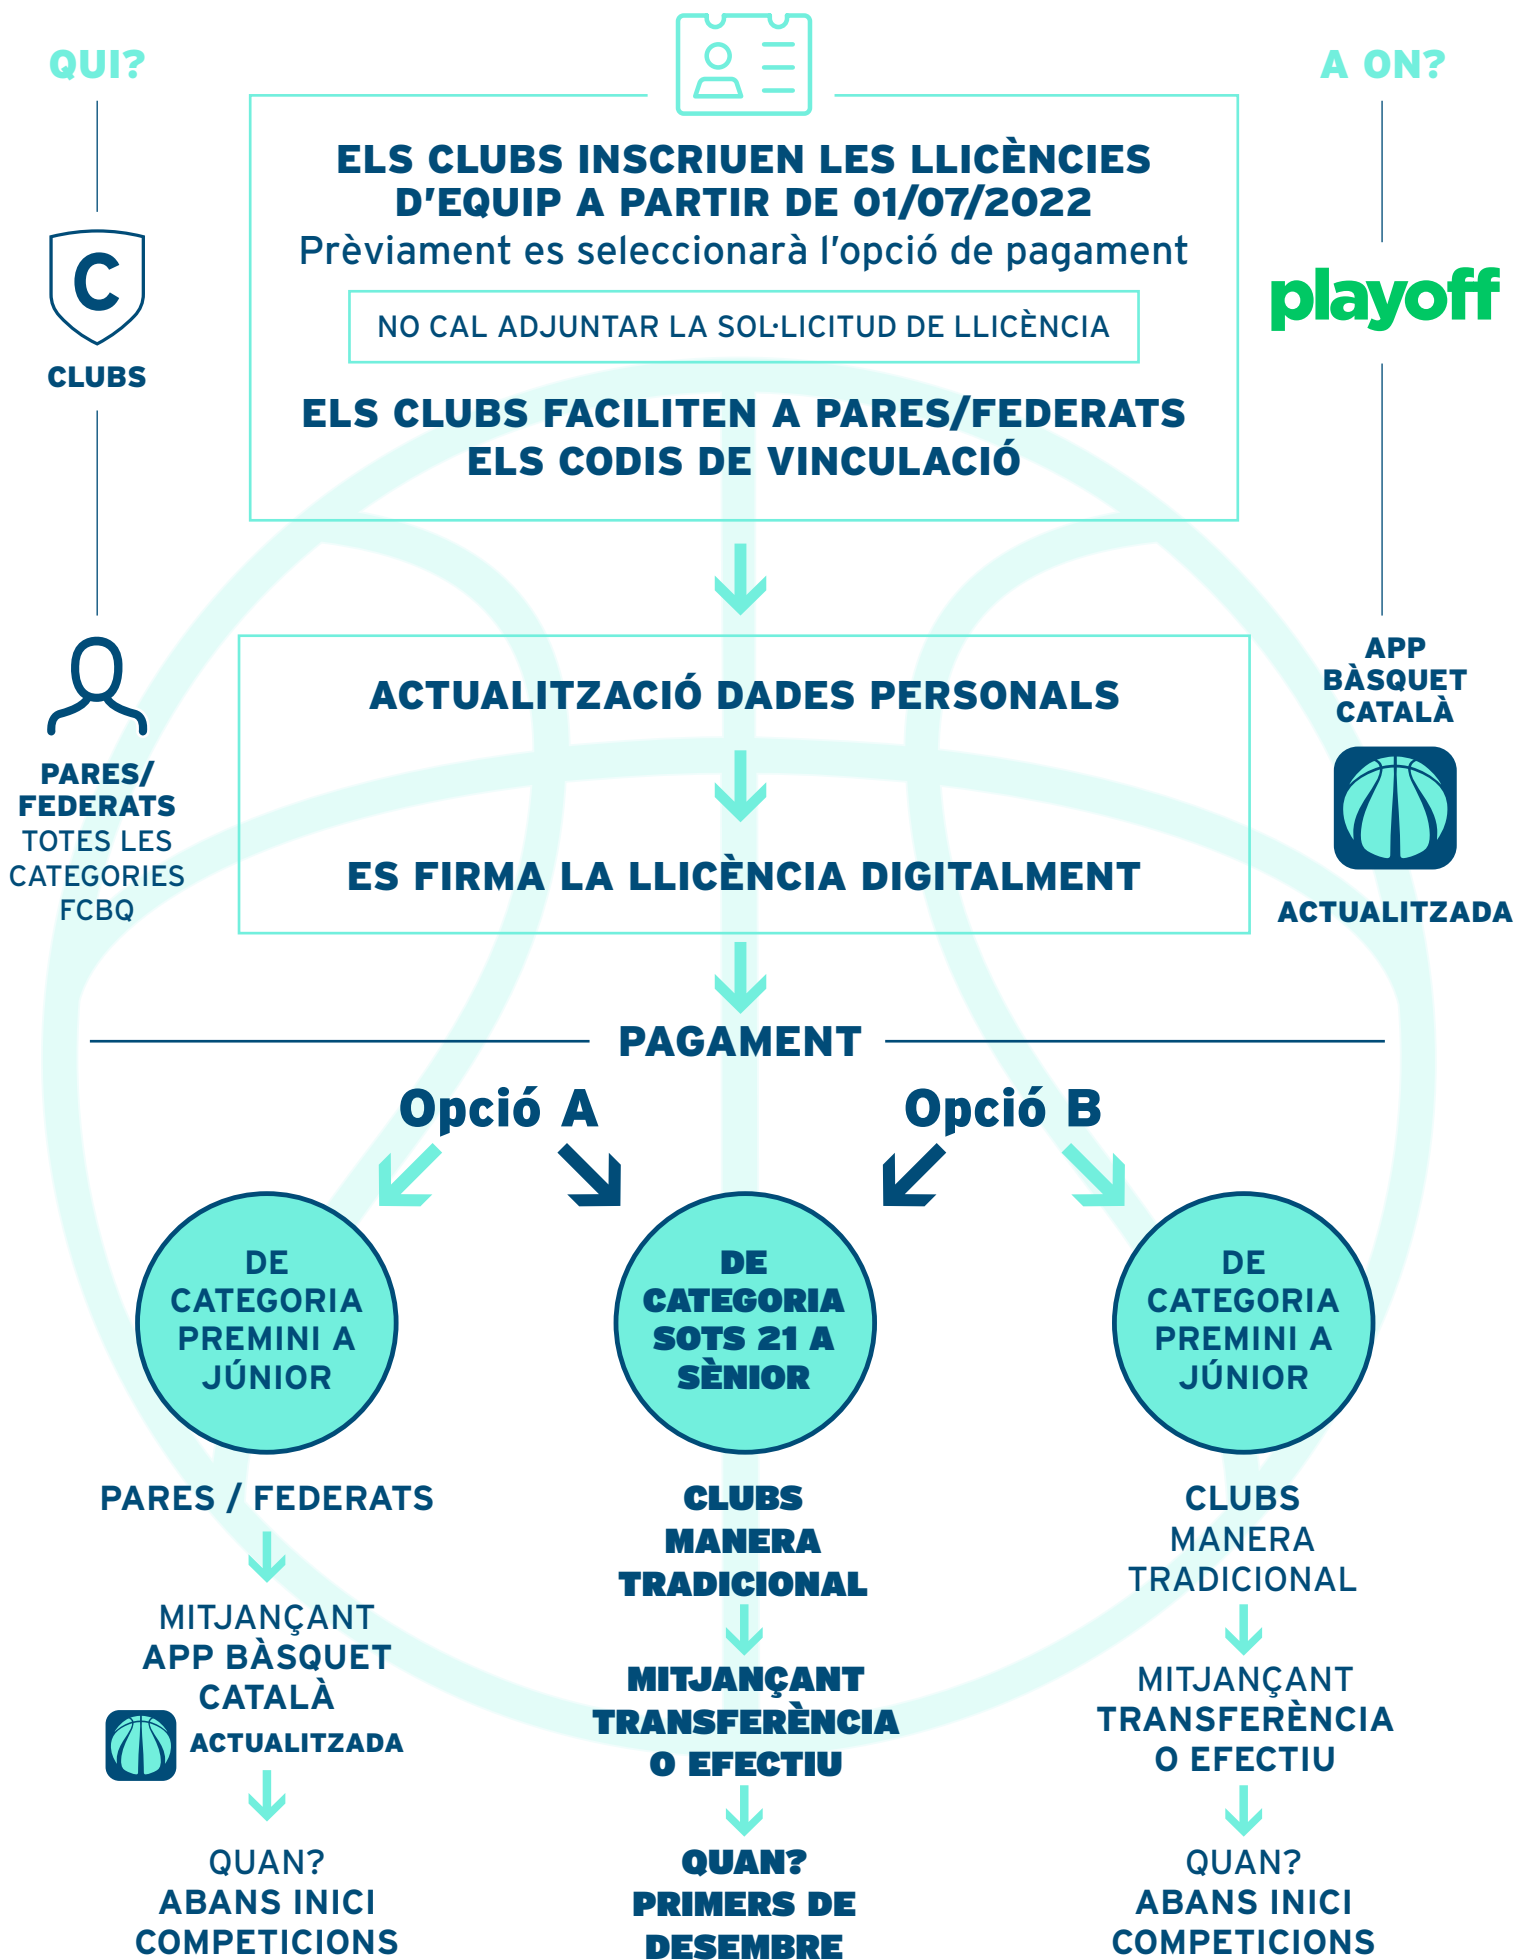 QUI?
A ON?
ELS CLUBS INSCRIUEN LES LLICÈNCIES
D'EQUIP A PARTIR DE 01/07/2022
Prèviament es seleccionarà l'opció de pagament
NO CAL ADJUNTAR LA SOL·LICITUD DE LLICÈNCIA
ELS CLUBS FACILITEN A PARES/FEDERATS
ELS CODIS DE VINCULACIÓ
C
CLUBS
playoff
PARES/
FEDERATS
TOTES LES
CATEGORIES
FCBQ
ACTUALITZACIÓ DADES PERSONALS
ES FIRMA LA LLICÈNCIA DIGITALMENT
APP
BÀSQUET
CATALÀ
ACTUALITZADA
PAGAMENT
Opció A
Opció B
DE
CATEGORIA
PREMINI A
JÚNIOR
PARES / FEDERATS
MITJANÇANT
APP BÀSQUET
CATALÀ
ACTUALITZADA
QUAN?
ABANS INICI
COMPETICIONS
DE
CATEGORIA
SOTS 21 A
SÈNIOR
CLUBS
MANERA
TRADICIONAL
MITJANÇANT
TRANSFERÈNCIA
O EFECTIU
QUAN?
PRIMERS DE
DESEMBRE
DE
CATEGORIA
PREMINI A
JÚNIOR
CLUBS
MANERA
TRADICIONAL
MITJANÇANT
TRANSFERÈNCIA
O EFECTIU
QUAN?
ABANS INICI
COMPETICIONS